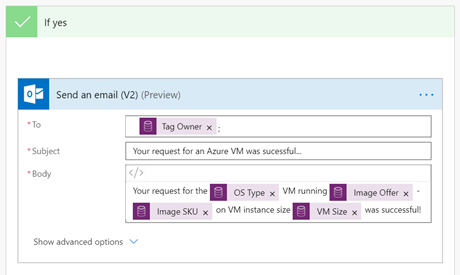 If yes
Send an email (V2) (Preview) ...
* To Tag Owner x ;
* Subject Your request for an Azure VM was sucessful...
* Body </>
Your request for the OS Type x VM running Image Offer x -
Image SKU x on VM instance size VM Size x was successful!
Show advanced options